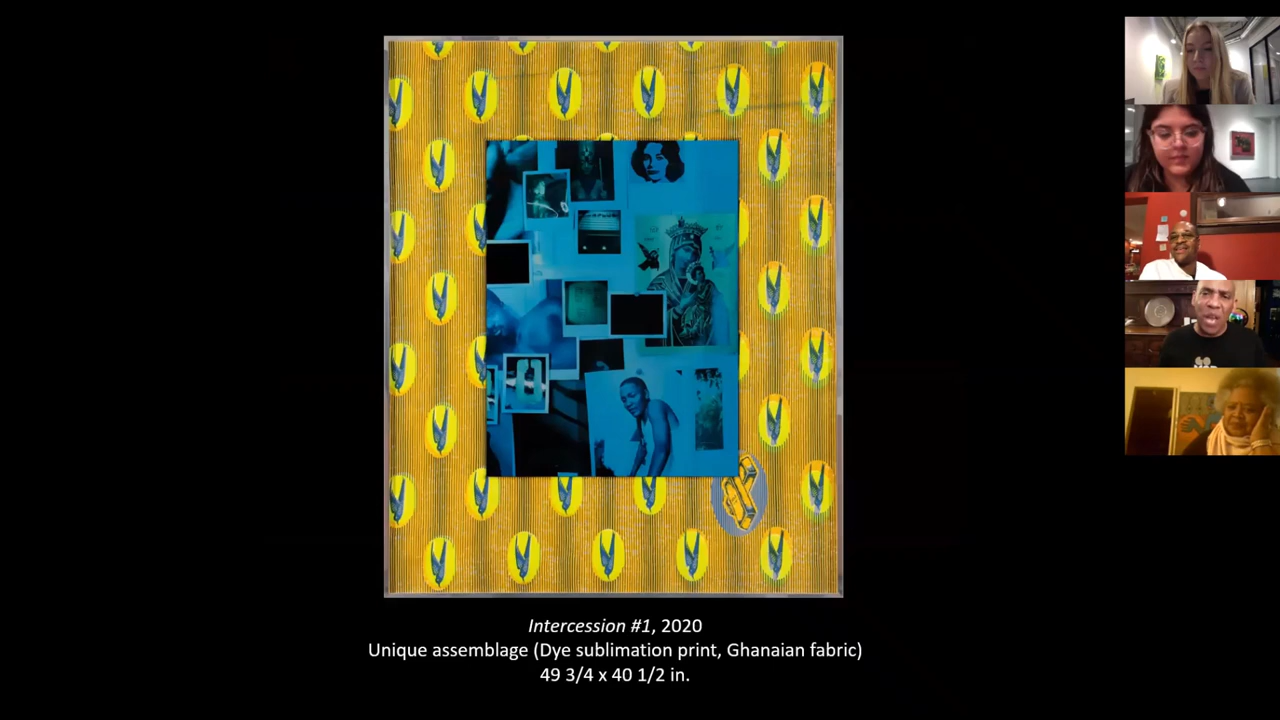 Intercession #1, 2020
Unique assemblage (Dye sublimation print, Ghanaian fabric)
49 3/4 x 40 1/2 in.